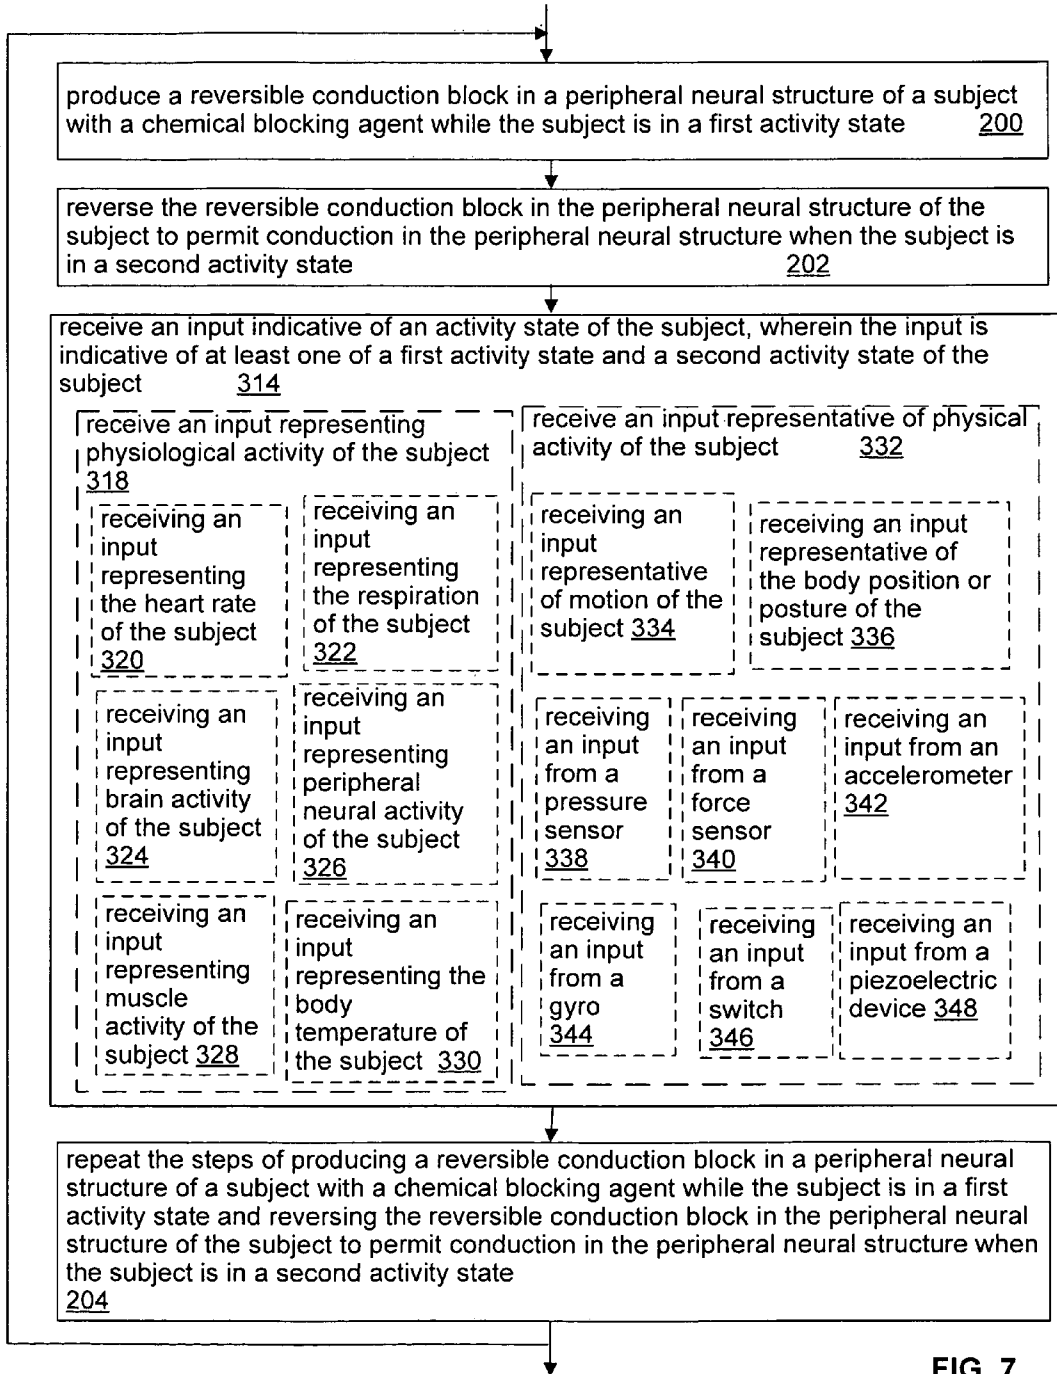 produce a reversible conduction block in a peripheral neural structure of a subject
with a chemical blocking agent while the subject is in a first activity state 200
reverse the reversible conduction block in the peripheral neural structure of the
subject to permit conduction in the peripheral neural structure when the subject is
in a second activity state 202
receive an input indicative of an activity state of the subject, wherein the input is
indicative of at least one of a first activity state and a second activity state of the
subject 314
receive an input representing
physiological activity of the subject
318
receiving an
input
representing
the heart rate
of the subject
320
receiving an
input
representing
the respiration
of the subject
322
receiving an
input
representing
brain activity
of the subject
324
receiving an
input
representing
peripheral
neural activity
of the subject
326
receiving an
input
representing
muscle
activity of the
subject 328
receiving an
input
representing the
body
temperature of
the subject 330
receive an input representative of physical
activity of the subject 332
receiving an
input
representative
of motion of the
subject 334
receiving an input
representative of
the body position or
posture of the
subject 336
receiving
an input
from a
pressure
sensor
338
receiving
an input
from a
force
sensor
340
receiving an
input from an
accelerometer
342
receiving
an input
from a
gyro
344
receiving
an input
from a
switch
346
receiving an
input from a
piezoelectric
device 348
repeat the steps of producing a reversible conduction block in a peripheral neural
structure of a subject with a chemical blocking agent while the subject is in a first
activity state and reversing the reversible conduction block in the peripheral neural
structure of the subject to permit conduction in the peripheral neural structure when
the subject is in a second activity state
204
FIG. 7